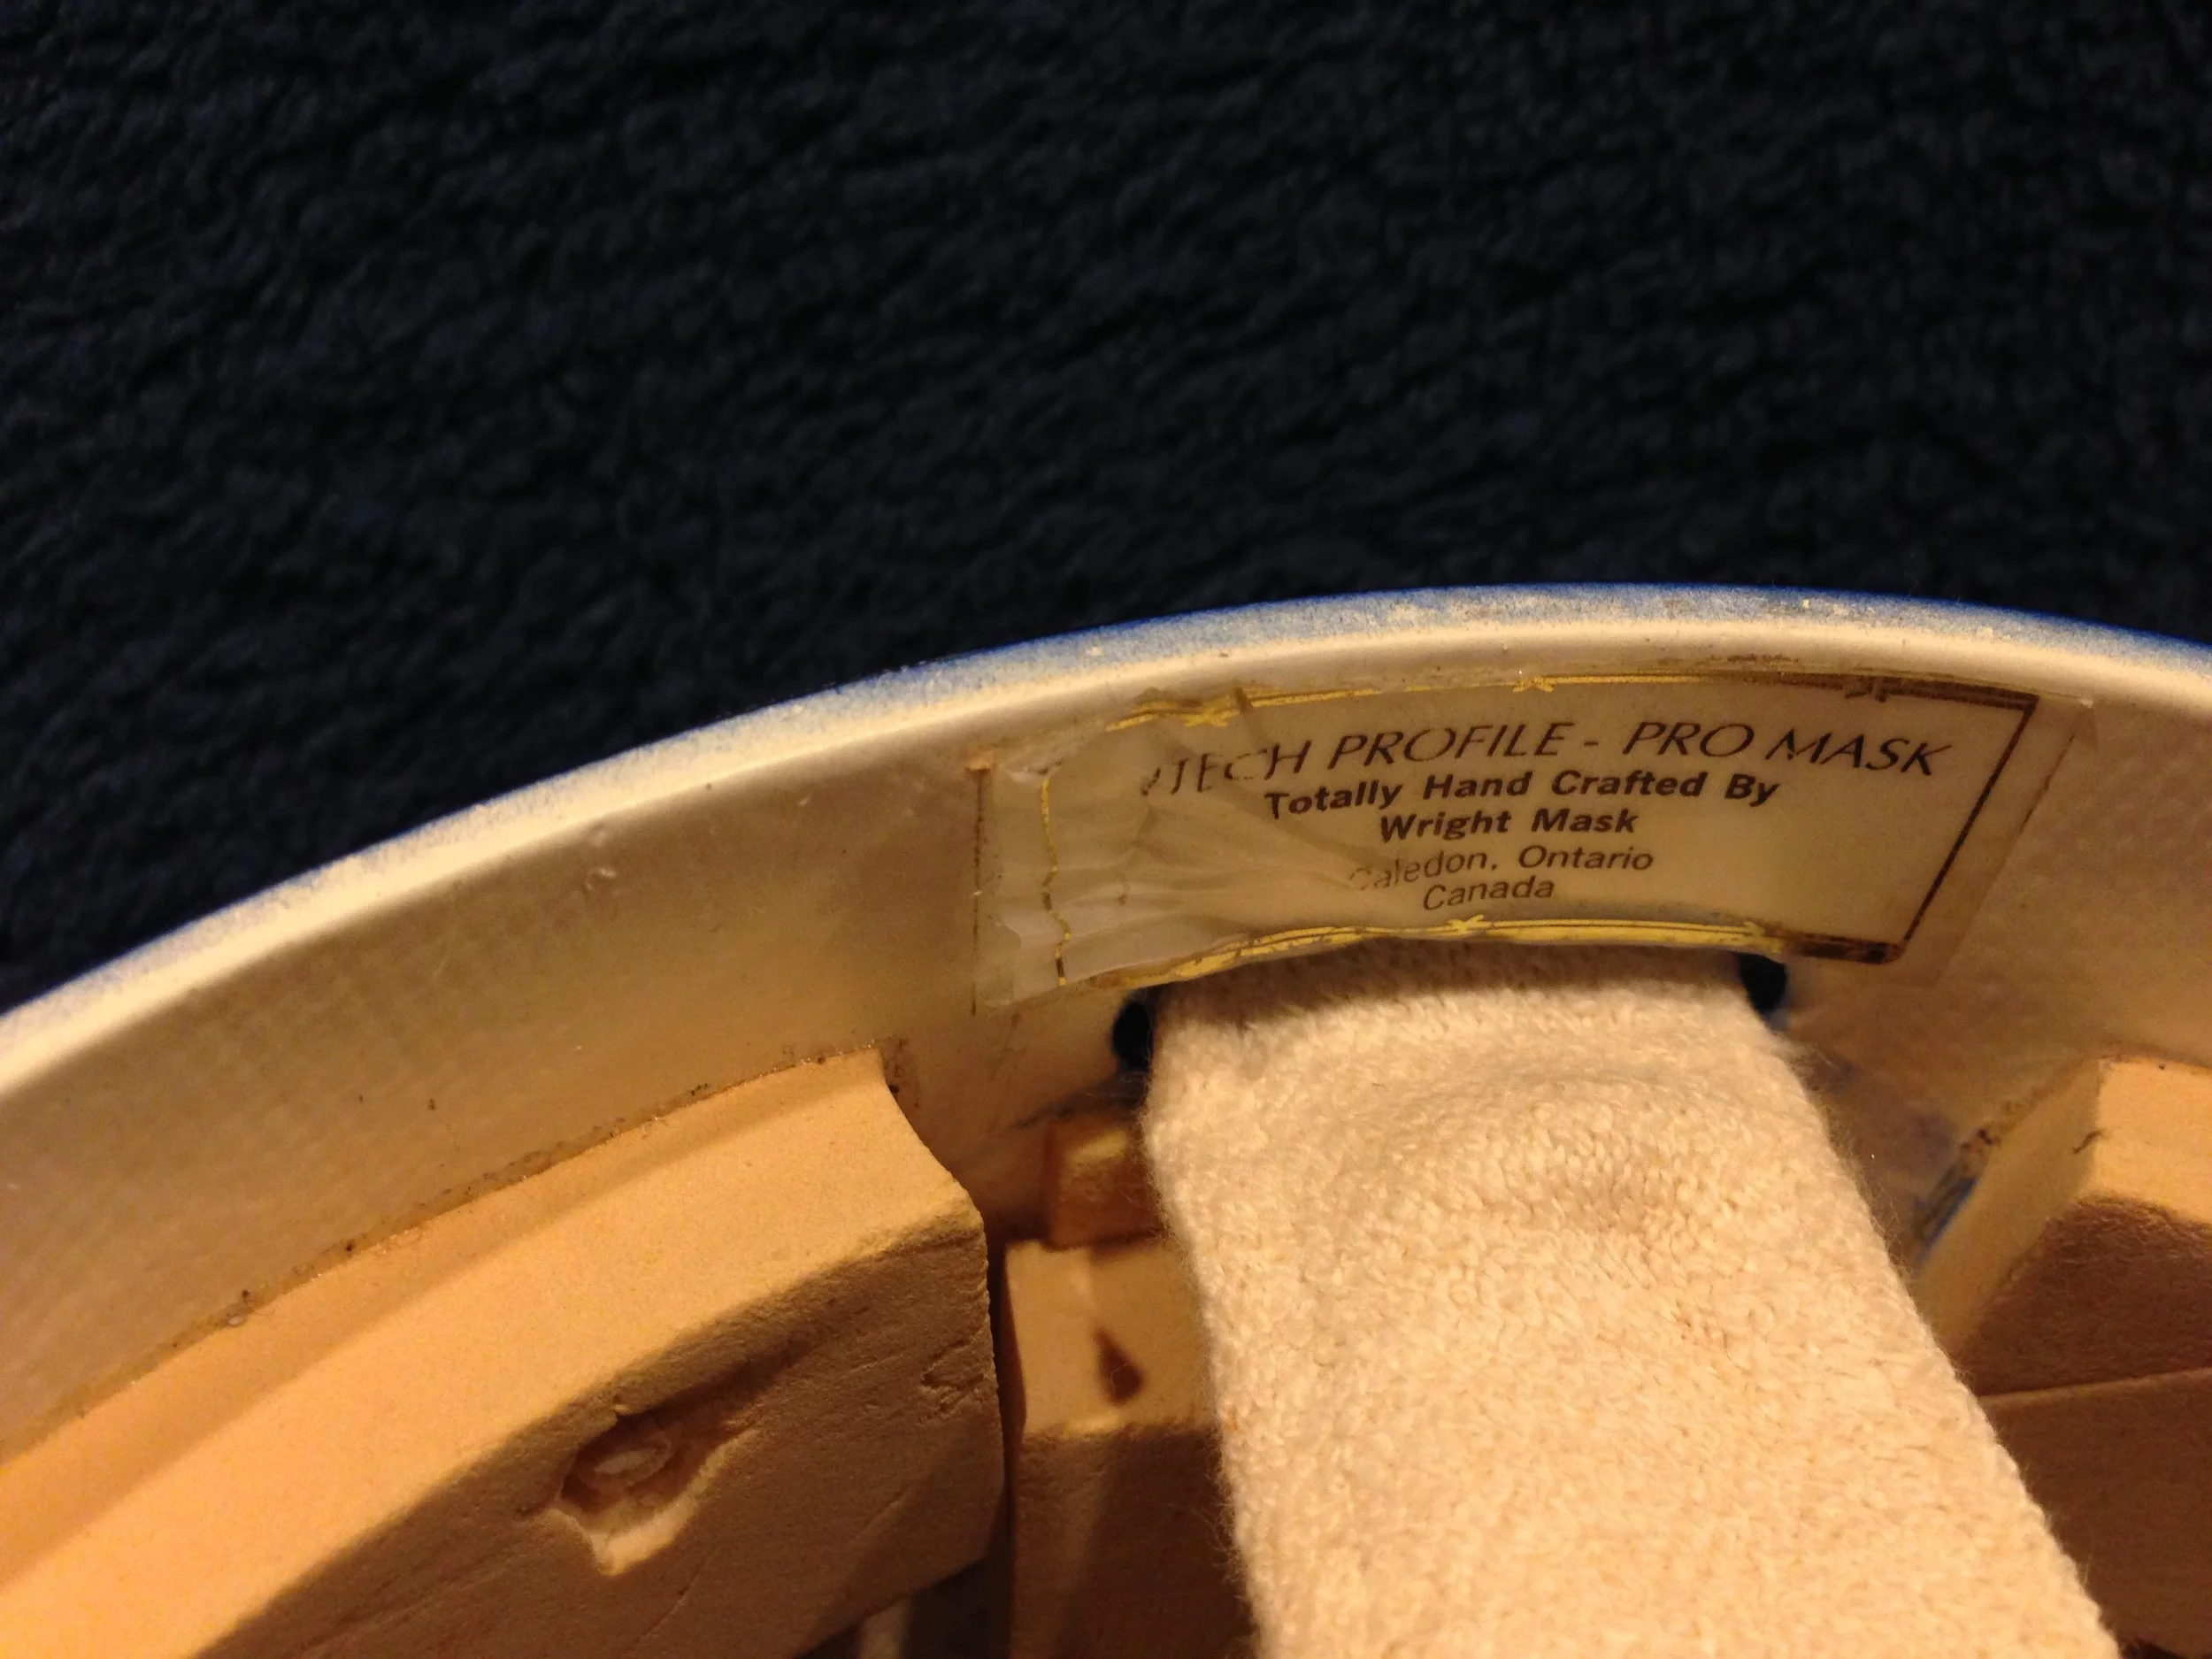 TECH PROFILE - PRO MASK
Totally Hand Crafted By
Wright Mask
Caledon, Ontario
Canada